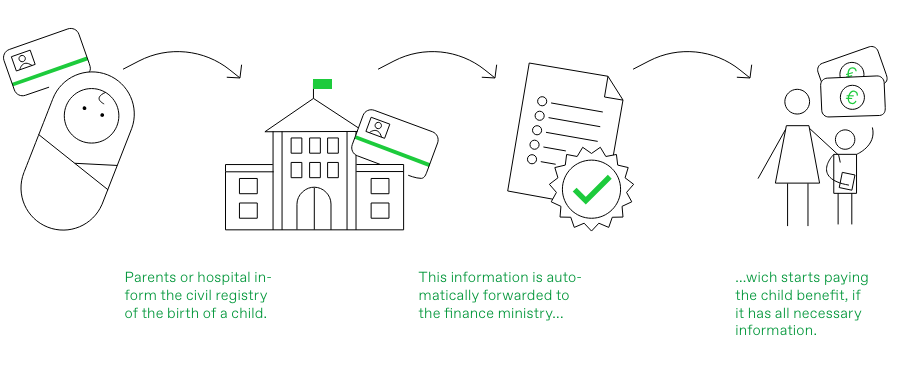 €
€
Parents or hospital in-
form the civil registry
of the birth of a child.
This information is auto-
matically forwarded to
the finance ministry...
...wich starts paying
the child benefit, if
it has all necessary
information.